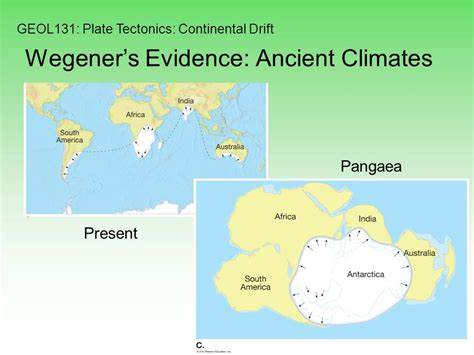 GEOL131: Plate Tectonics: Continental Drift
Wegener's Evidence: Ancient Climates
India
Africa
South
America
Australia
Present
Pangaea
Africa
India
Australia
Antarctica
South
America
C.